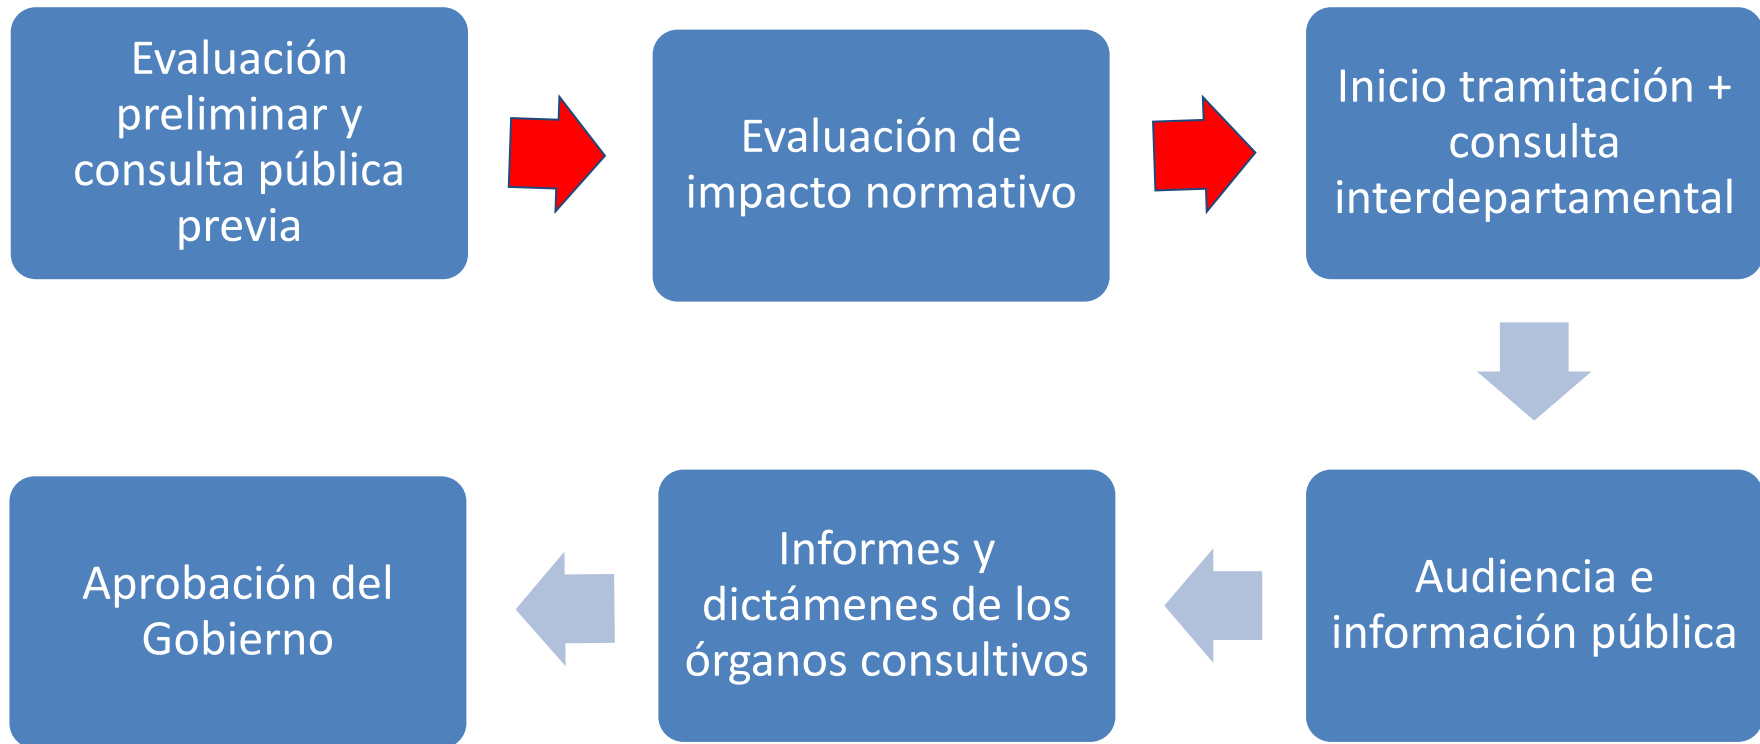 Evaluación
preliminar y
consulta pública
previa
Evaluación de
impacto normativo
Inicio tramitación +
consulta
interdepartamental
Audiencia e
información pública
Informes y
dictámenes de los
órganos consultivos
Aprobación del
Gobierno